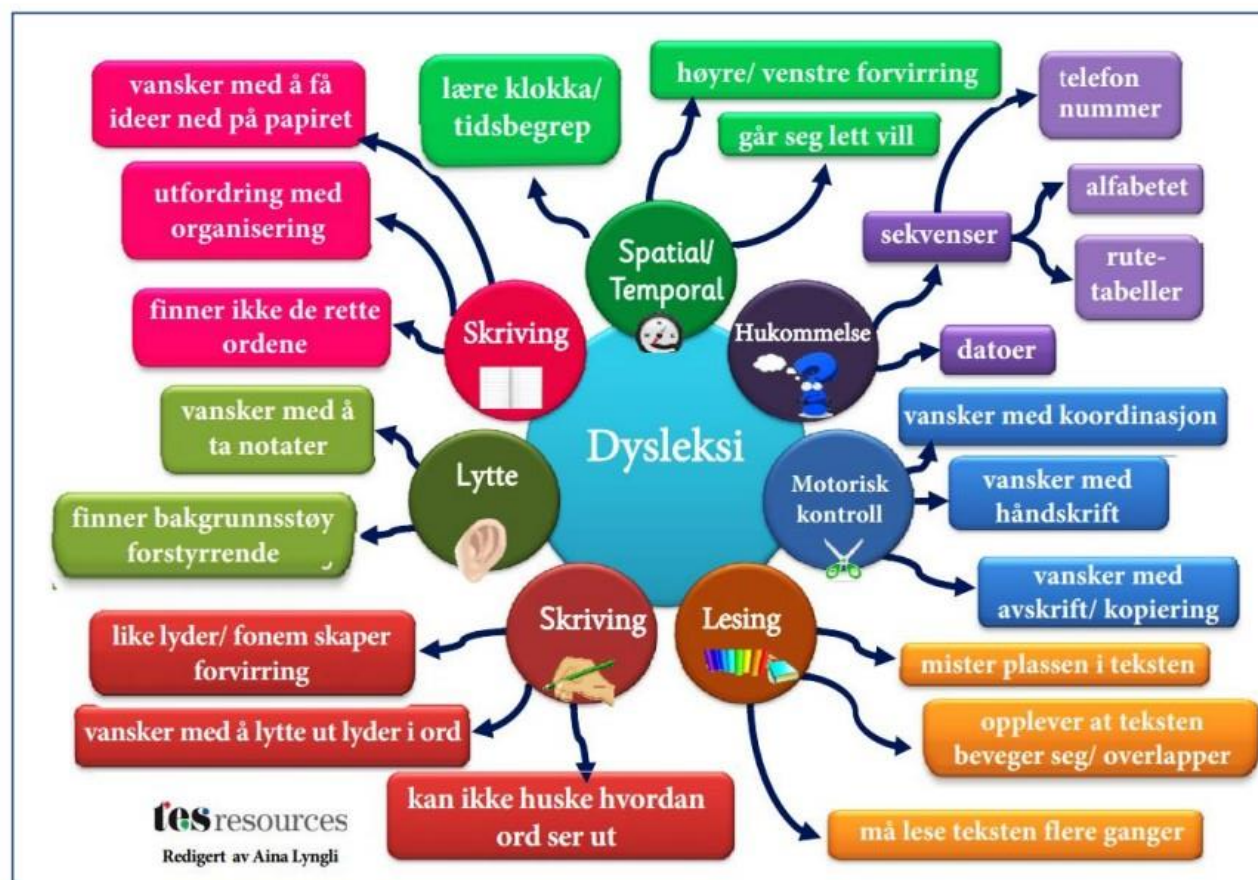 vansker med å få
ideer ned på papiret
utfordring med
organisering
finner ikke de rette
ordene
Skriving
lære klokka/
tidsbegrep
høyre/ venstre forvirring
går seg lett vill
Spatial/
Temporal
Hukommelse
sekvenser
telefon
nummer
alfabetet
rute-
tabeller
datoer
Dysleksi
vansker med å
ta notater
finner bakgrunnsstøy
forstyrrende
Lytte
Motorisk
kontroll
vansker med koordinasjon
vansker med
håndskrift
vansker med
avskrift/ kopiering
like lyder/ fonem skaper
forvirring
vansker med å lytte ut lyder i ord
kan ikke huske hvordan
ord ser ut
Skriving
Lesing
mister plassen i teksten
opplever at teksten
beveger seg/ overlapper
må lese teksten flere ganger
tes resources
Redigert av Aina Lyngli